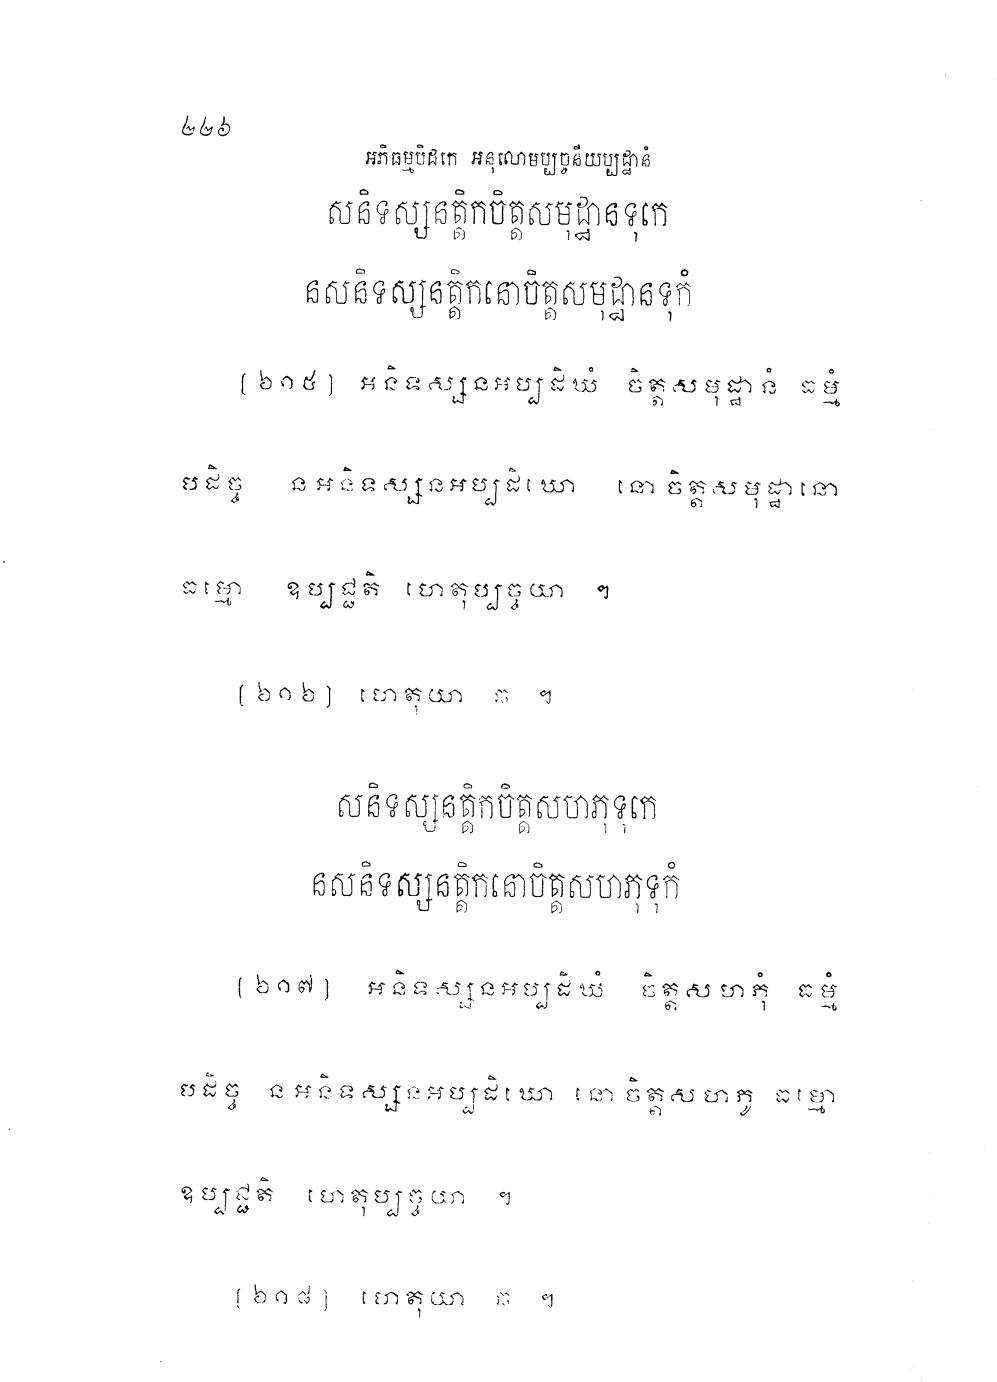 ២២៦
អភិធម្មបិដកេ អនុលោមប្បច្ចនីយប្បដ្ឋានំ
សនិទស្សនត្តិកចិត្តសមុដ្ឋានទុកេ
នសនិទស្សនត្តិកនោចិត្តសមុដ្ឋានទុកំ
[៦១៥] អនិទស្សនអប្បដិឃំ ចិត្តសមុដ្ឋានំ ធម្មំ
បដិច្ច នអនិទស្សនអប្បដិឃោ នោ ចិត្តសមុដ្ឋានោ
ធម្មោ ឧប្បជ្ជតិ ហេតុប្បច្ចយា ។
[៦១៦] ហេតុយា ៣ ។
សនិទស្សនត្តិកចិត្តសហភុទុកេ
នសនិទស្សនត្តិកនោចិត្តសហភុទុកំ
[៦១៧] អនិទស្សនអប្បដិឃំ ចិត្តសហភុំ ធម្មំ
បដិច្ច នអនិទស្សនអប្បដិឃោ នោ ចិត្តសហភូ ធម្មោ
ឧប្បជ្ជតិ ហេតុប្បច្ចយា ។
[៦១៨] ហេតុយា ៣ ។